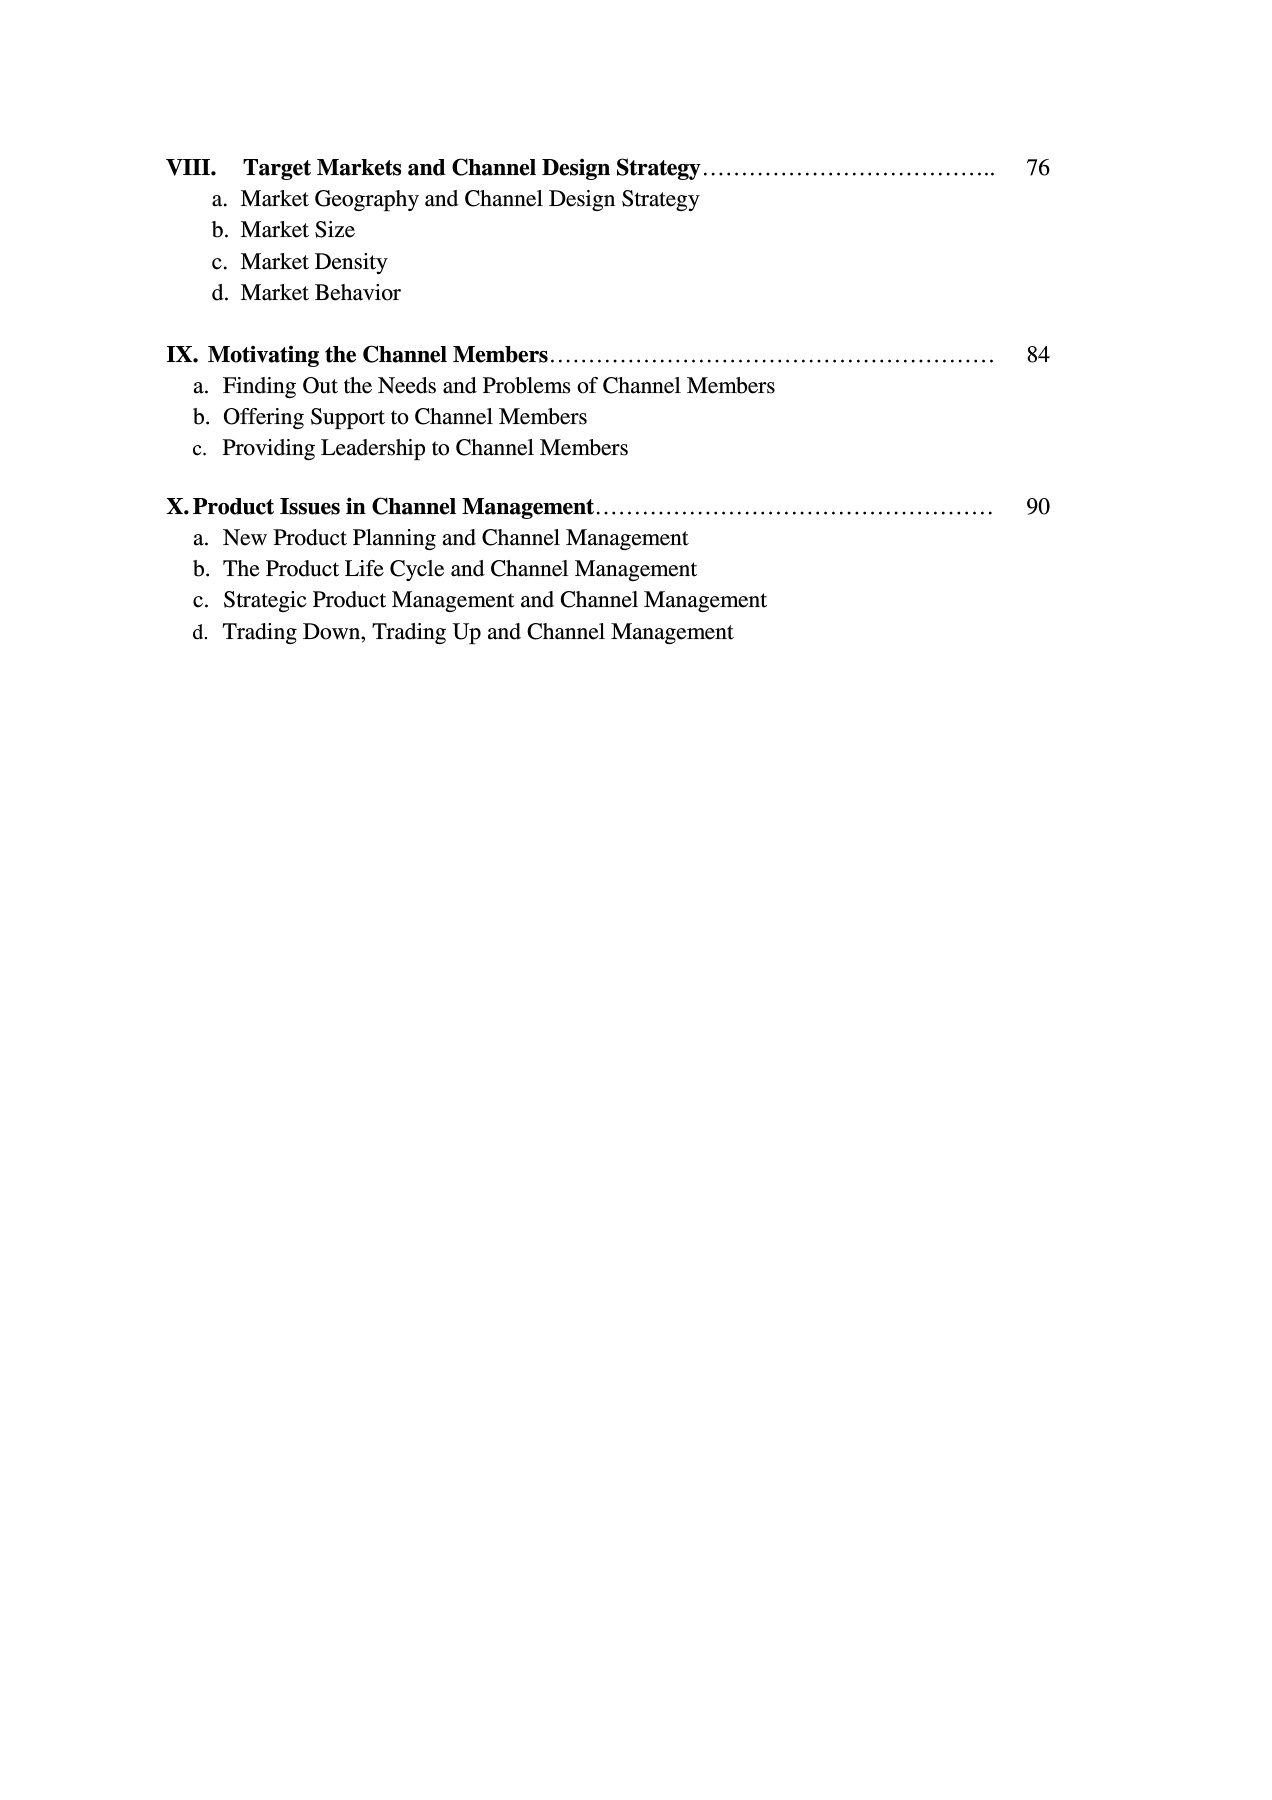 VIII. Target Markets and Channel Design Strategy……………………………….. 76
a. Market Geography and Channel Design Strategy
b. Market Size
c. Market Density
d. Market Behavior
IX. Motivating the Channel Members………………………………………………… 84
a. Finding Out the Needs and Problems of Channel Members
b. Offering Support to Channel Members
c. Providing Leadership to Channel Members
X. Product Issues in Channel Management…………………………………………… 90
a. New Product Planning and Channel Management
b. The Product Life Cycle and Channel Management
c. Strategic Product Management and Channel Management
d. Trading Down, Trading Up and Channel Management